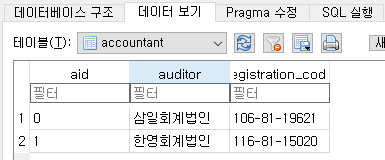 데이터베이스 구조 데이터 보기 Pragma 수정 SQL 실행
테이블(T): accountant 새
aid auditor egistration_cod
필터 필터 필터
1 0 삼일회계법인 106-81-19621
2 1 한영회계법인 116-81-15020